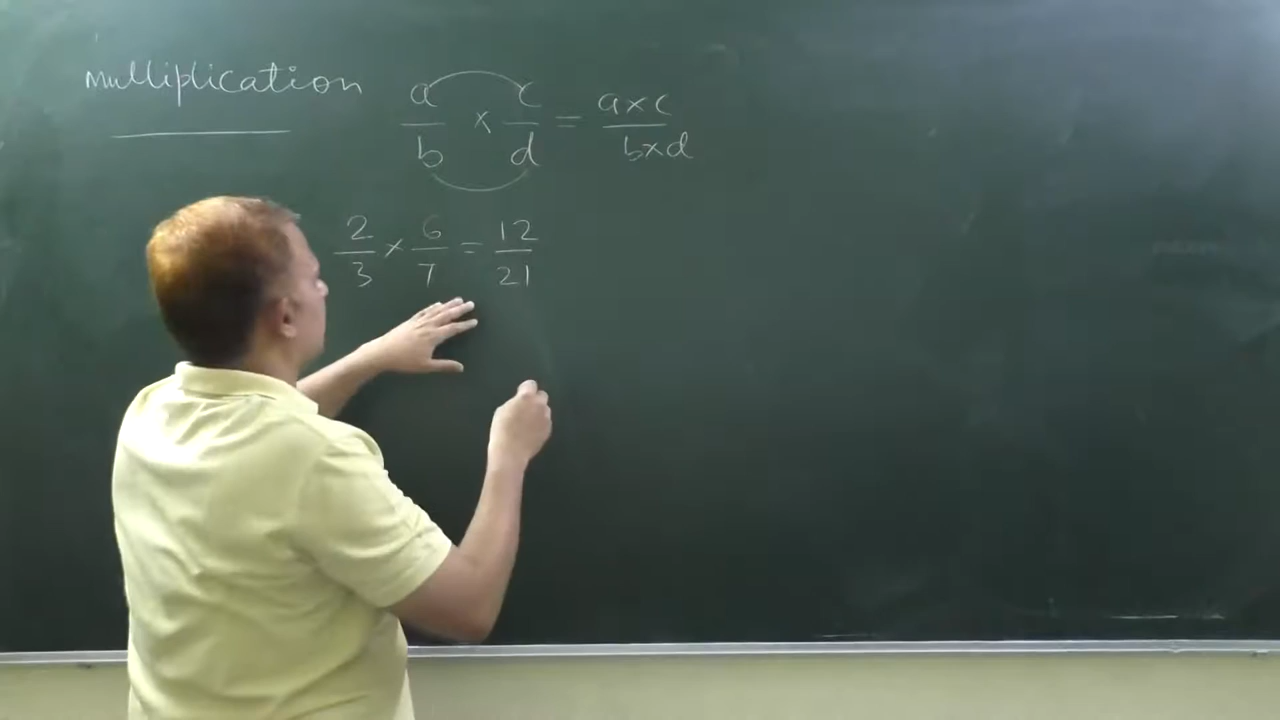 multiplication
a/b × c/d = a×c/b×d
2/3 × 6/7 = 12/21